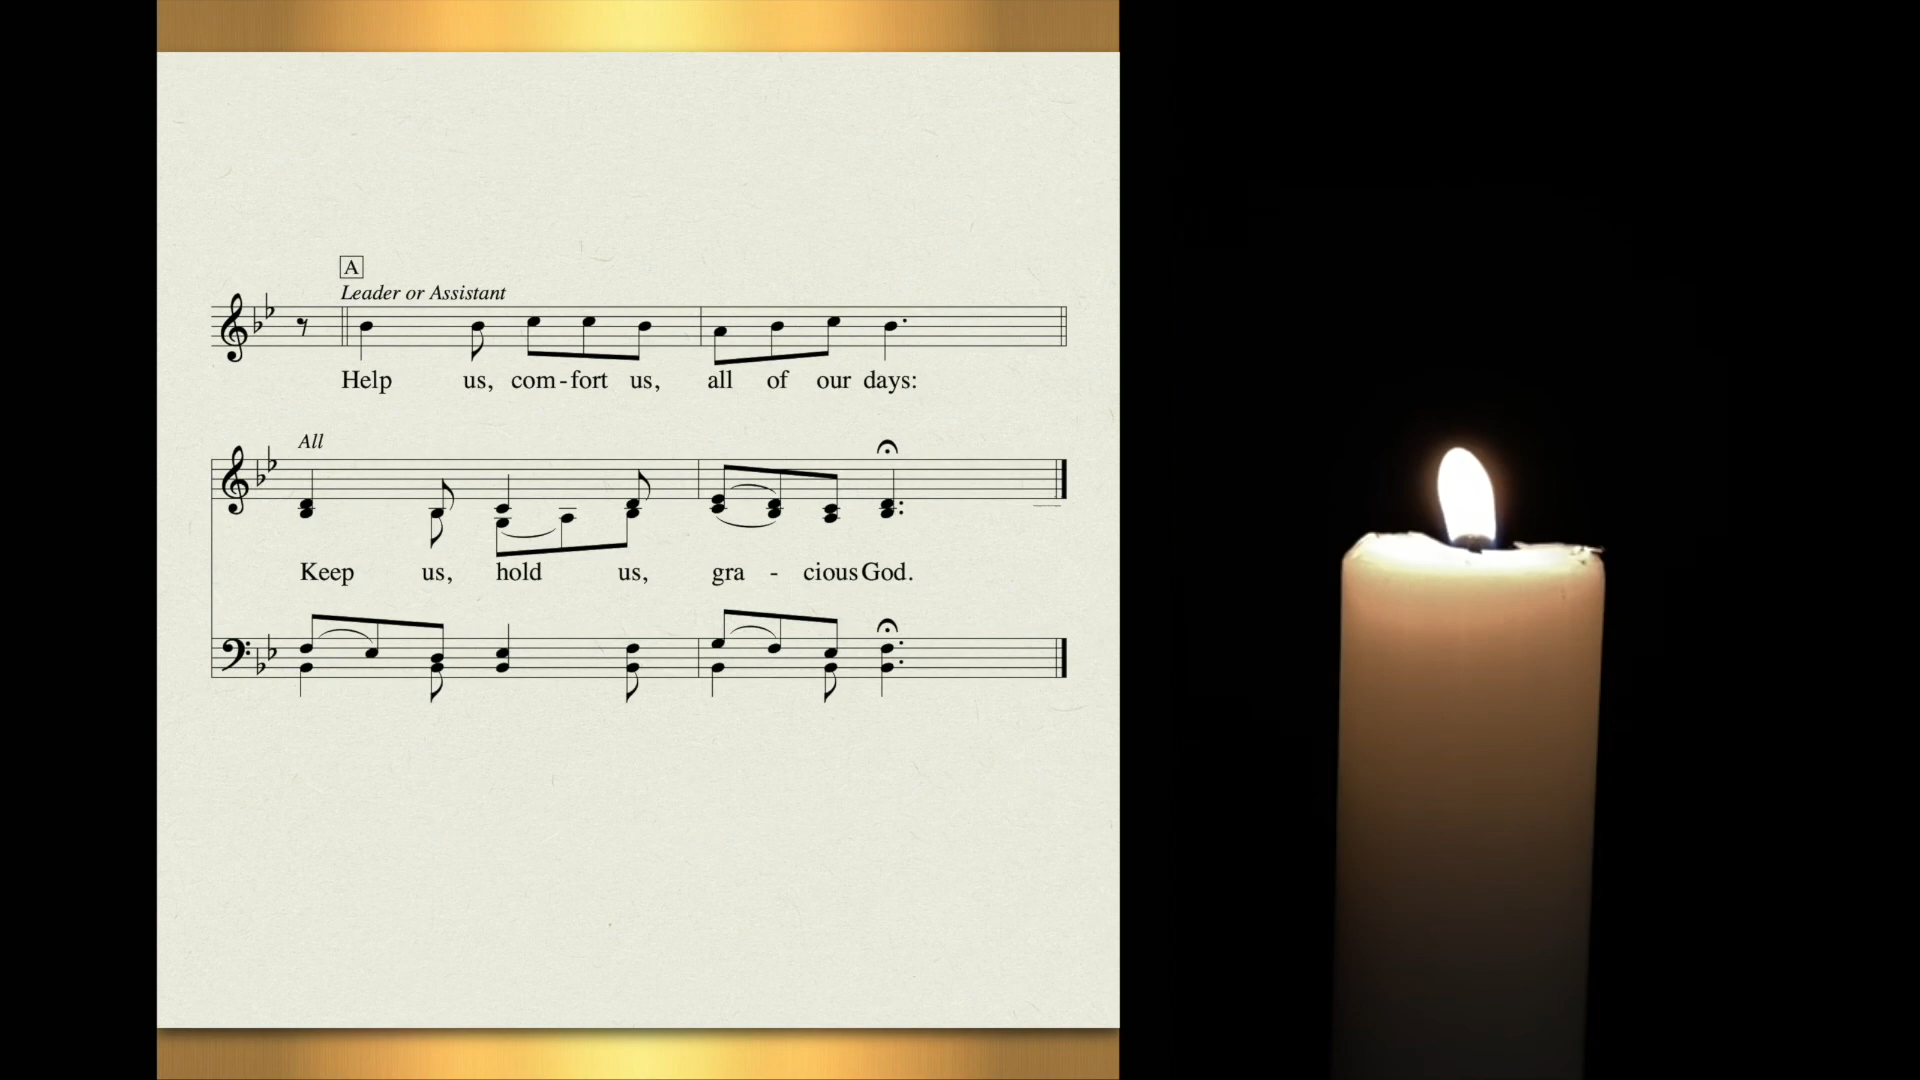 A
Leader or Assistant
Help us, com-fort us, all of our days:
All
Keep us, hold us, gra - cious God.